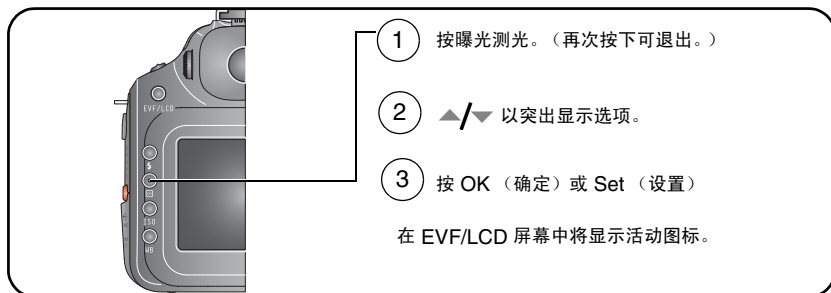 1 按曝光测光。（再次按下可退出。）
2 ▲/▼ 以突出显示选项。
3 按 OK （确定）或 Set （设置）
在 EVF/LCD 屏幕中将显示活动图标。
EVF/LCD
ISO
WB